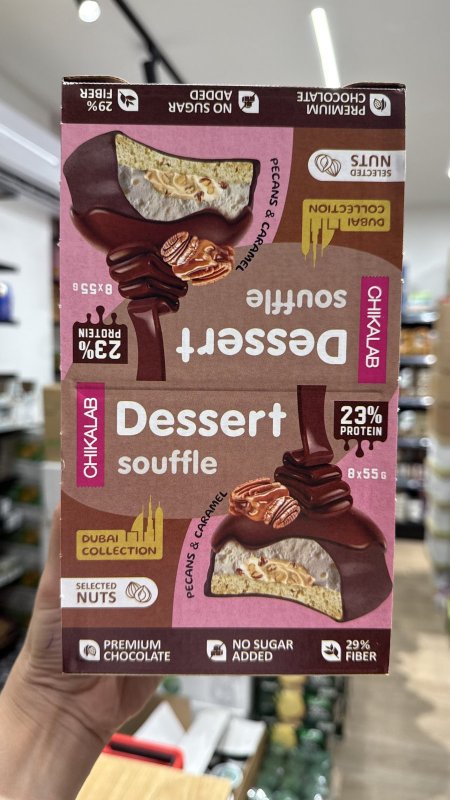 29%
FIBER
NO SUGAR
ADDED
PREMIUM
CHOCOLATE
SELECTED
NUTS
DUBAI
COLLECTION
PECANS & CARAMEL
8x55g
23%
PROTEIN
Dessert
souffle
CHIKALAB
CHIKALAB
Dessert
souffle
23%
PROTEIN
8x55g
PECANS & CARAMEL
DUBAI
COLLECTION
SELECTED
NUTS
PREMIUM
CHOCOLATE
NO SUGAR
ADDED
29%
FIBER